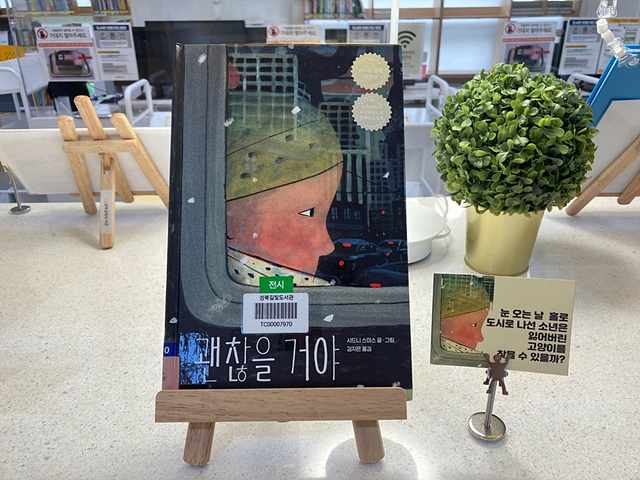 전시
성북길빛도서관
TC00007970
괜찮을 거야
시드니 스미스 글·그림
김지은 옮김
눈 오는 날 홀로
도시로 나선 소년은
잃어버린
고양이를
찾을 수 있을까?